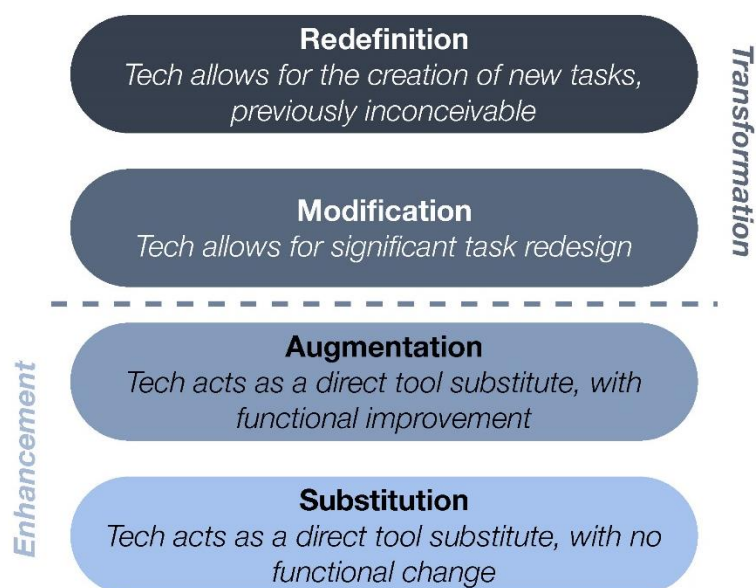 Redefinition
Tech allows for the creation of new tasks,
previously inconceivable
Transformation
Modification
Tech allows for significant task redesign
Augmentation
Tech acts as a direct tool substitute, with
functional improvement
Enhancement
Substitution
Tech acts as a direct tool substitute, with no
functional change